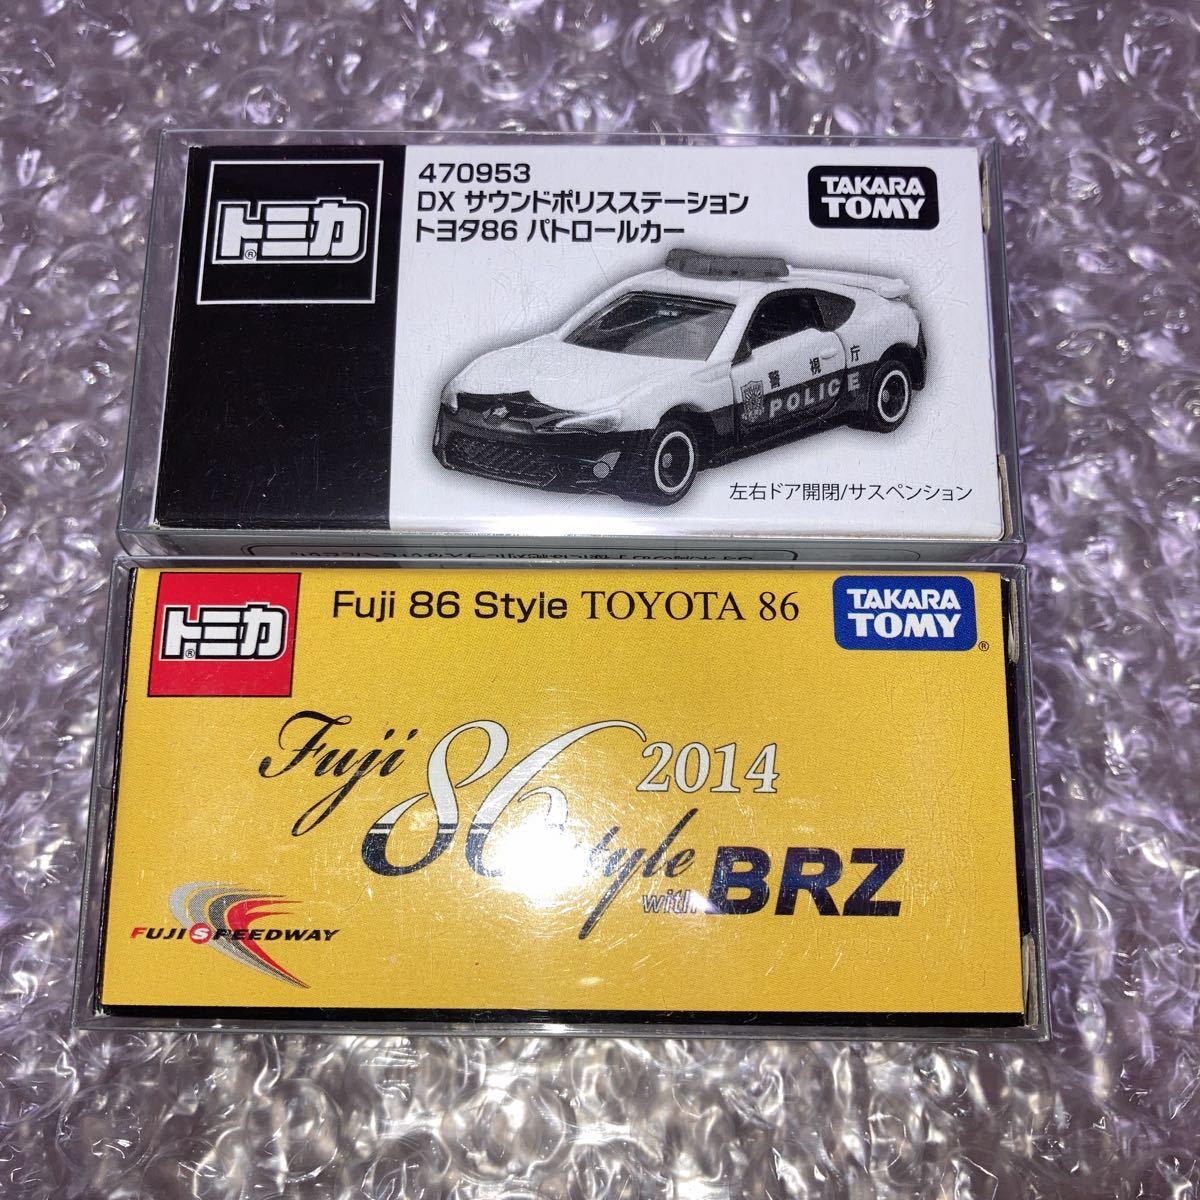 470953
DX サウンドポリスステーション
トヨタ86 パトロールカー
トミカ®
TAKARA
TOMY
警視庁
POLICE
左右ドア開閉/サスペンション
トミカ®
Fuji 86 Style TOYOTA 86
TAKARA
TOMY®
Fuji 86 style 2014
with BRZ
FUJI SPEEDWAY